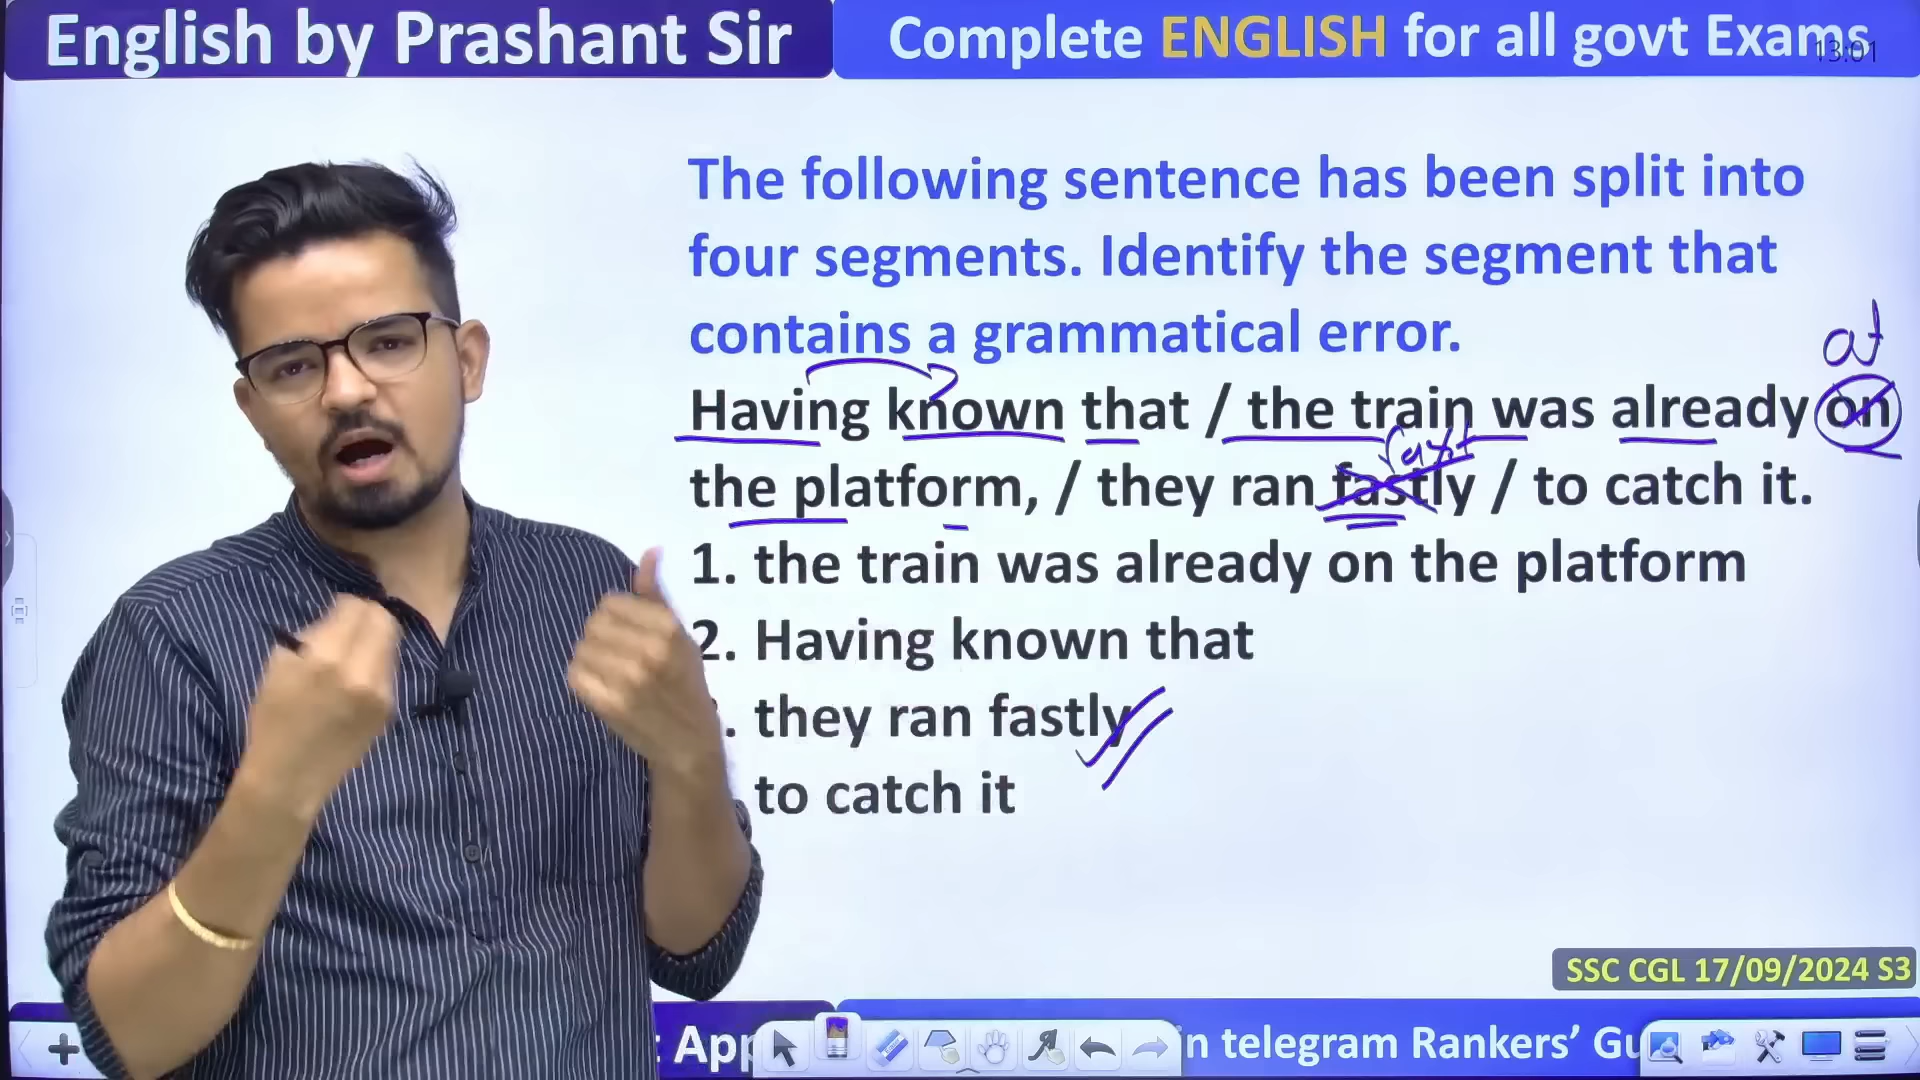 English by Prashant Sir
Complete ENGLISH for all govt Exams
13:01
The following sentence has been split into
four segments. Identify the segment that
contains a grammatical error.
at
Having known that / the train was already on
fast
the platform, / they ran fastly / to catch it.
1. the train was already on the platform
2. Having known that
. they ran fastly
to catch it
SSC CGL 17/09/2024 S3
: App
in telegram Rankers’ Gu